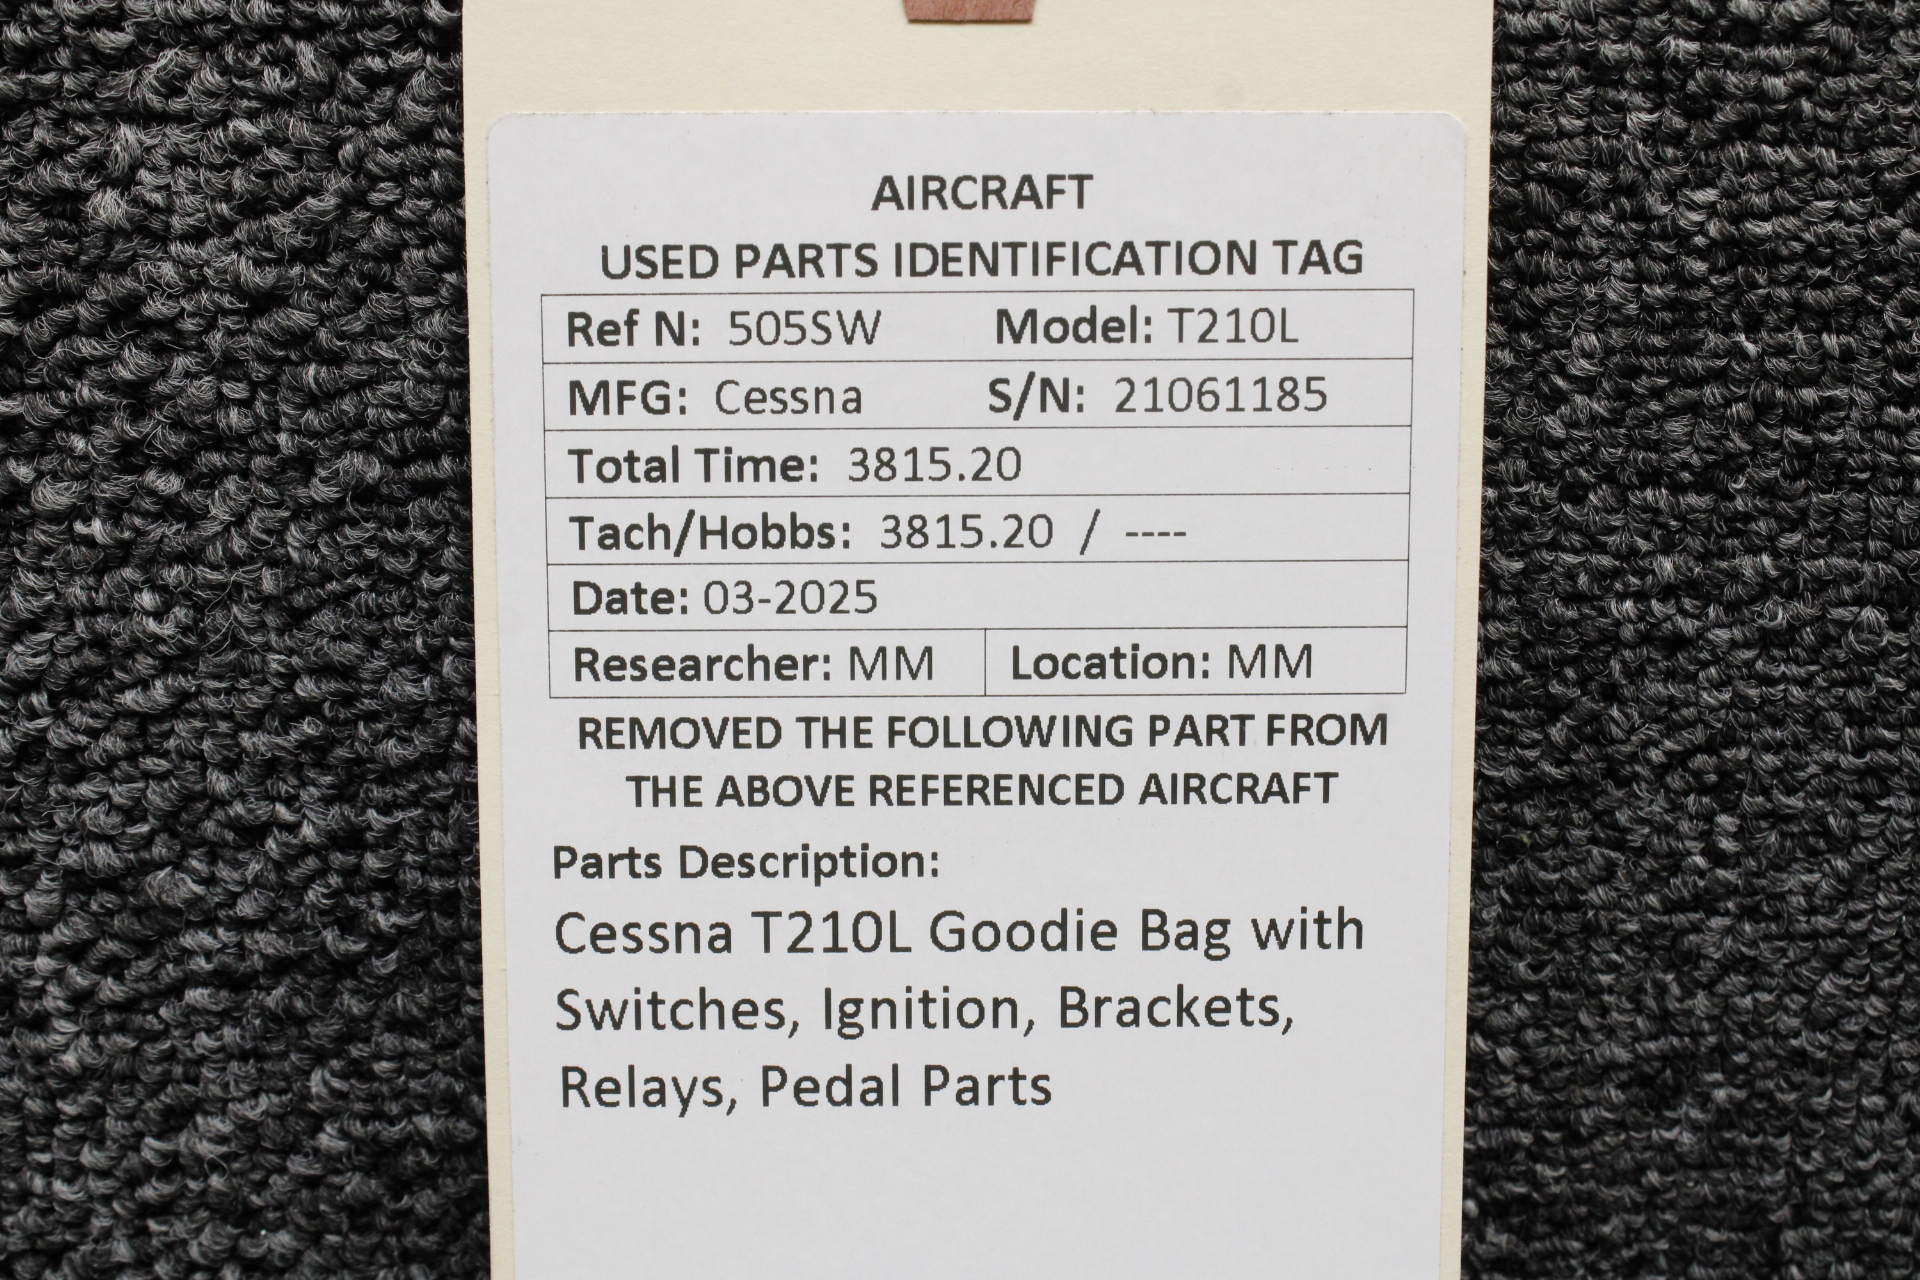 AIRCRAFT
USED PARTS IDENTIFICATION TAG
Ref N: 505SW Model: T210L
MFG: Cessna S/N: 21061185
Total Time: 3815.20
Tach/Hobbs: 3815.20 / ----
Date: 03-2025
Researcher: MM Location: MM
REMOVED THE FOLLOWING PART FROM
THE ABOVE REFERENCED AIRCRAFT
Parts Description:
Cessna T210L Goodie Bag with
Switches, Ignition, Brackets,
Relays, Pedal Parts